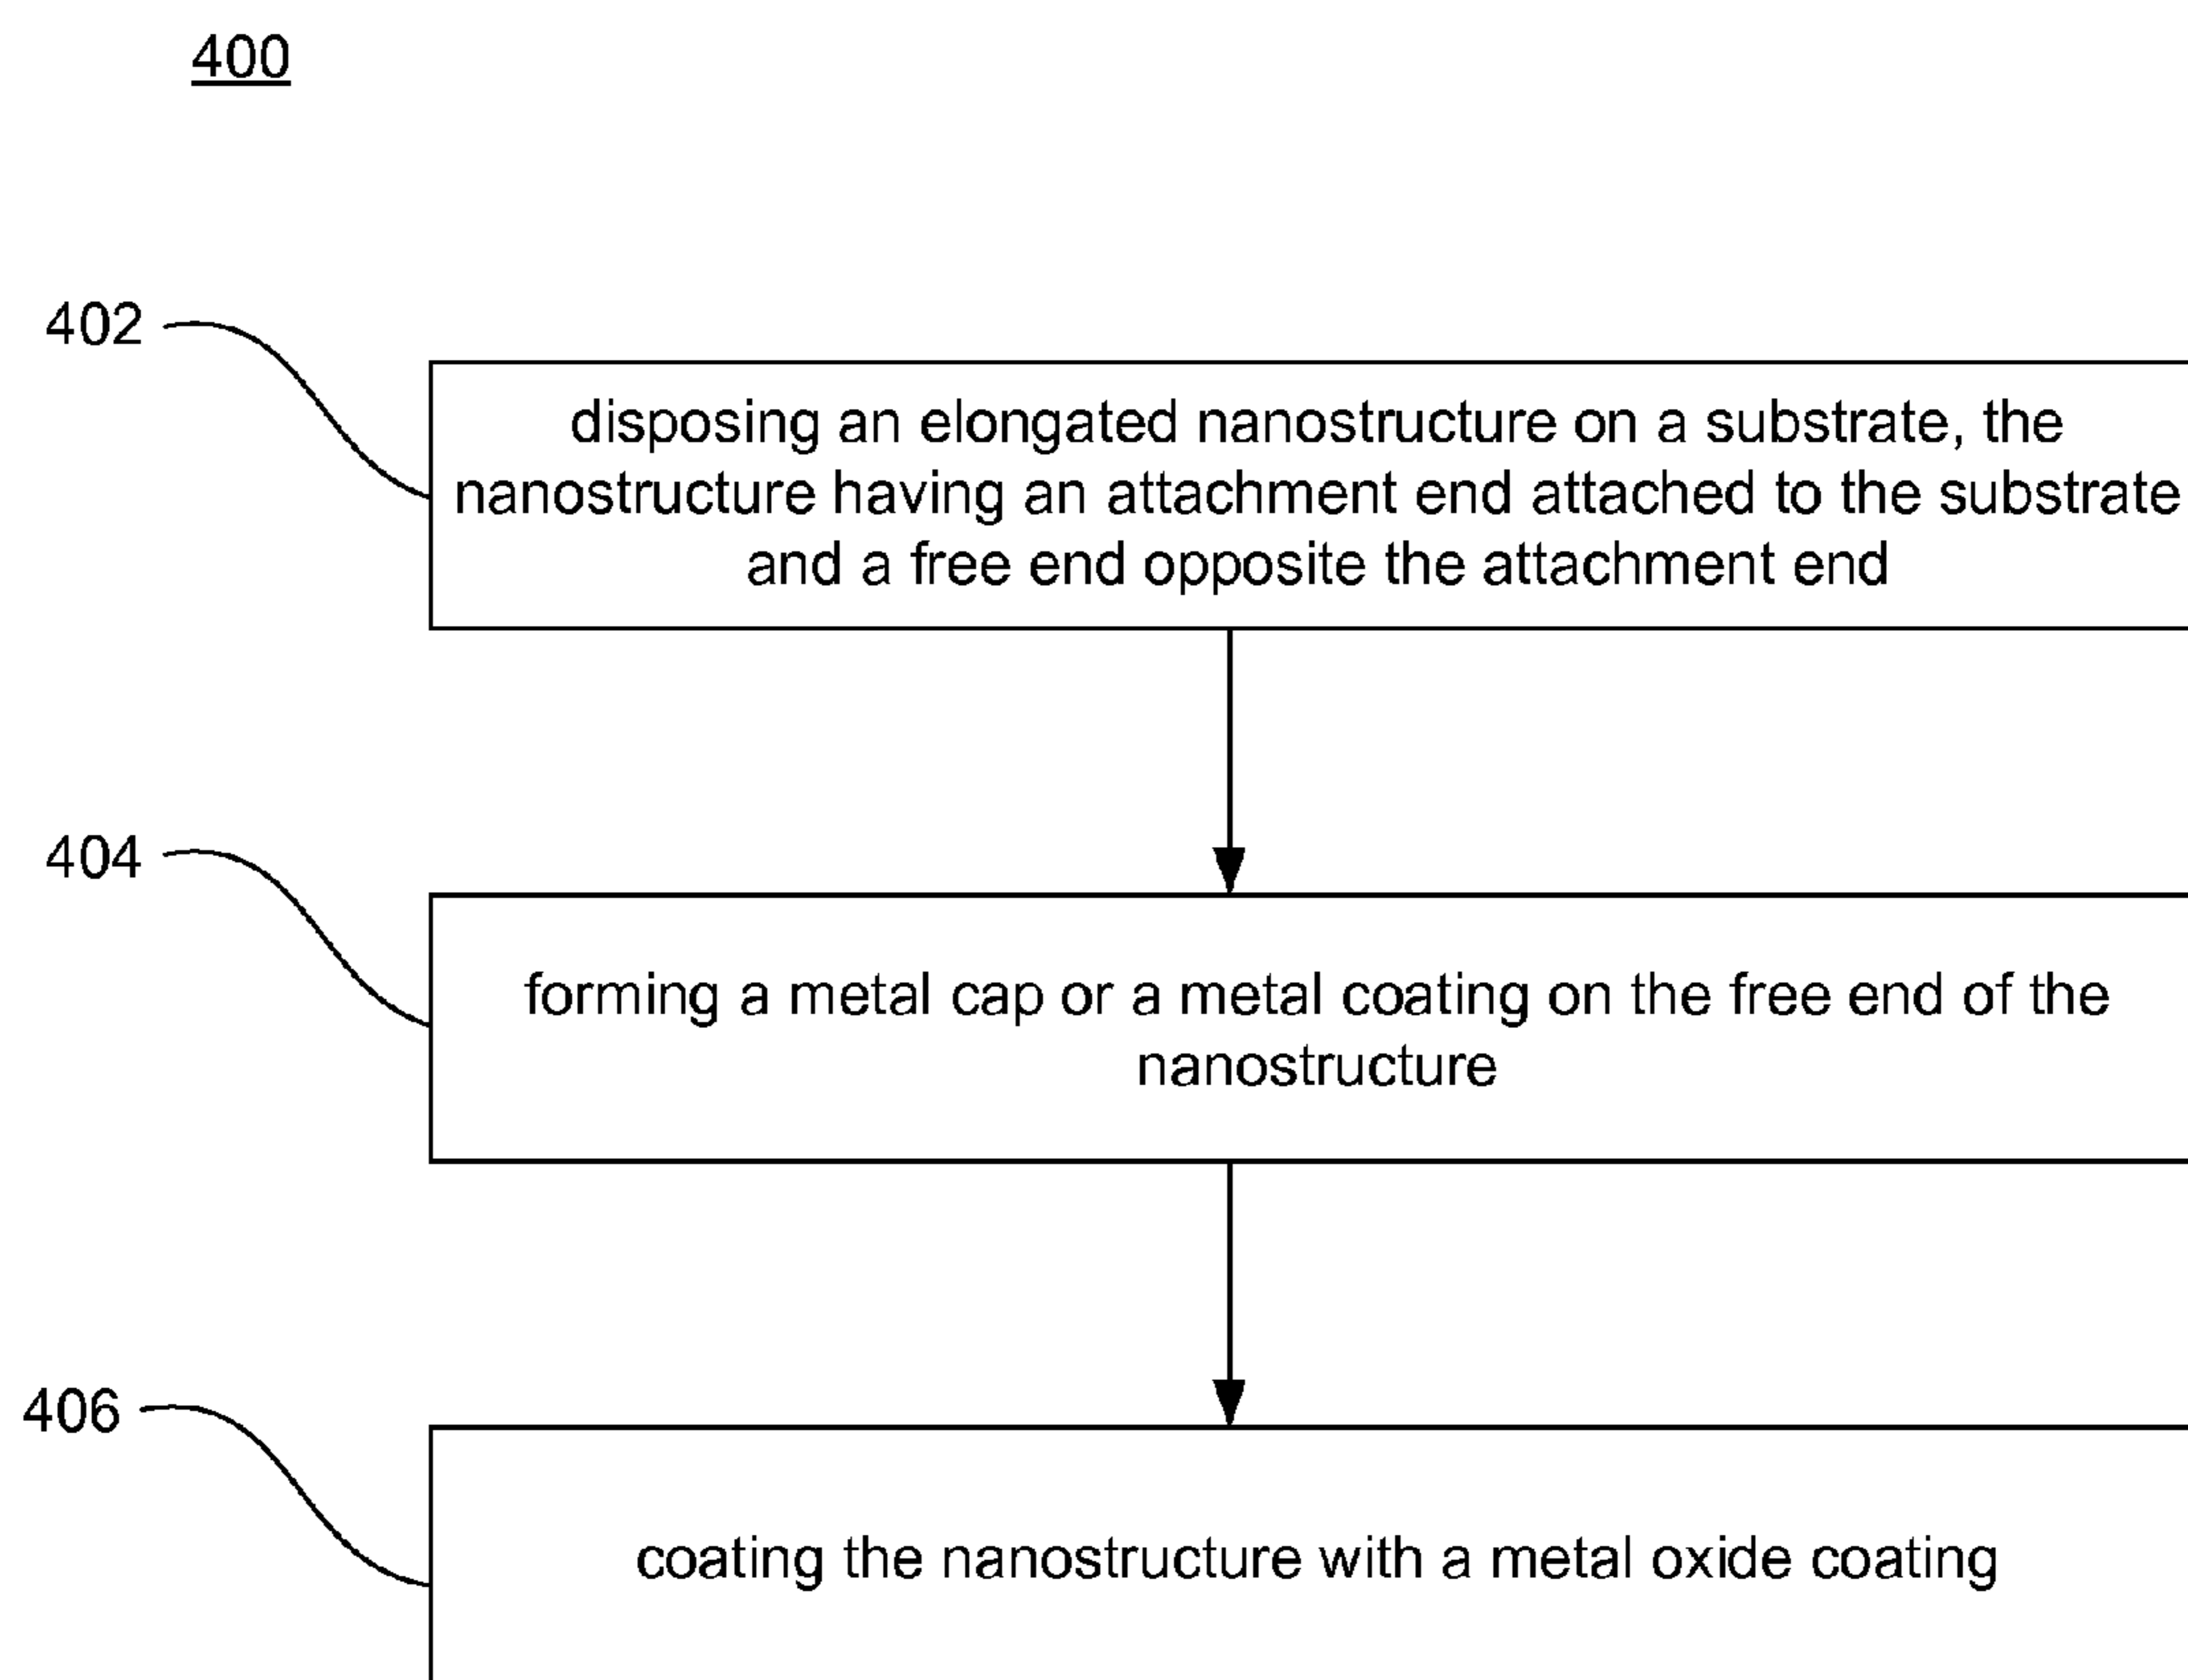 400
402
disposing an elongated nanostructure on a substrate, the
nanostructure having an attachment end attached to the substrate
and a free end opposite the attachment end
404
forming a metal cap or a metal coating on the free end of the
nanostructure
406
coating the nanostructure with a metal oxide coating